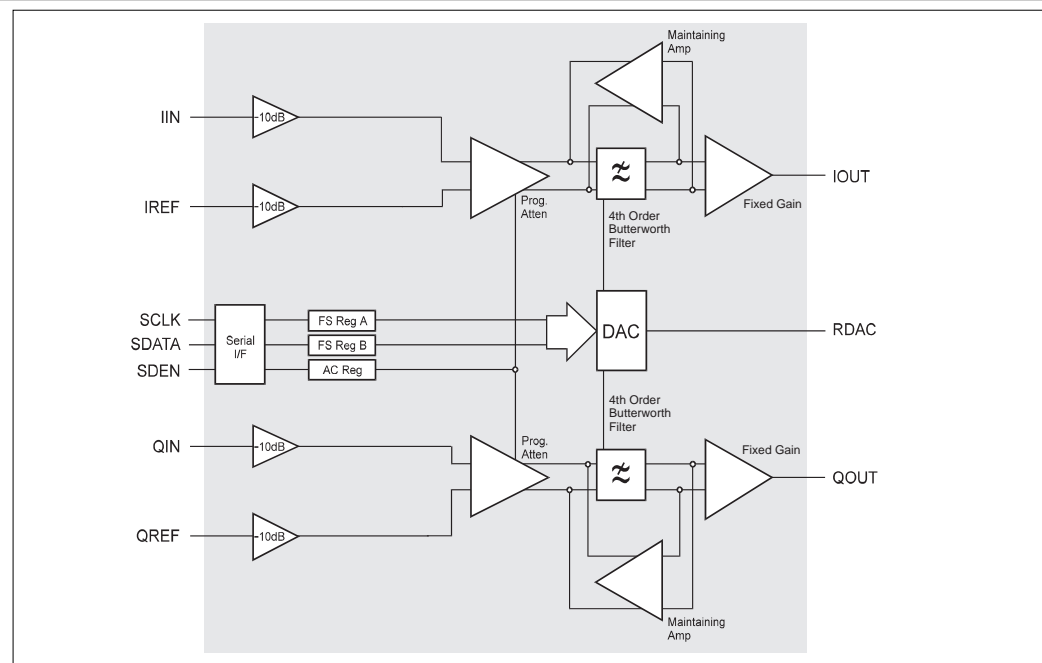 Maintaining
Amp
IIN
-10dB
IOUT
IREF
-10dB
Prog.
Atten
Fixed Gain
4th Order
Butterworth
Filter
SCLK
SDATA
SDEN
Serial
I/F
FS Reg A
FS Reg B
AC Reg
DAC
RDAC
4th Order
Butterworth
Filter
QIN
-10dB
Prog.
Atten
Fixed Gain
QOUT
QREF
-10dB
Maintaining
Amp